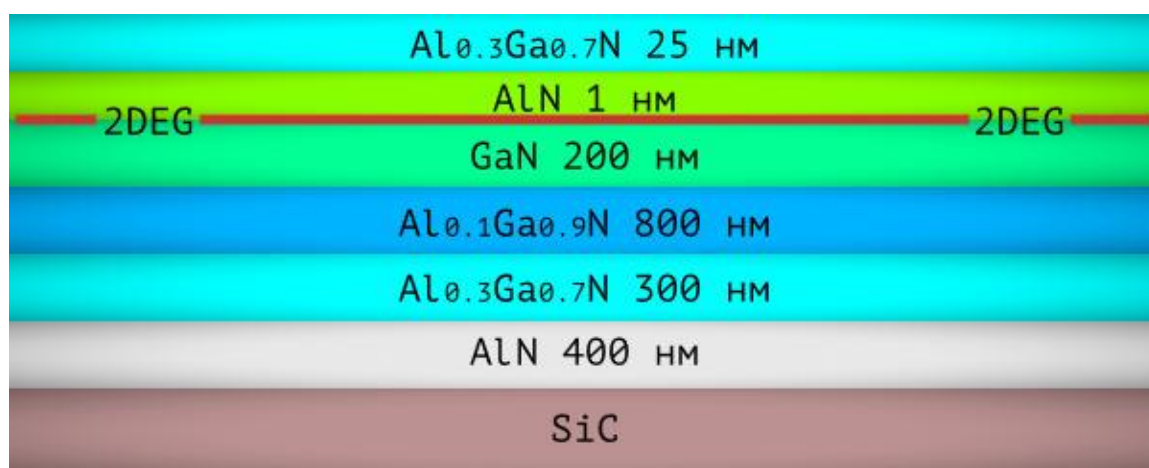 Al0.3Ga0.7N 25 нм
AlN 1 нм
2DEG 2DEG
GaN 200 нм
Al0.1Ga0.9N 800 нм
Al0.3Ga0.7N 300 нм
AlN 400 нм
SiC